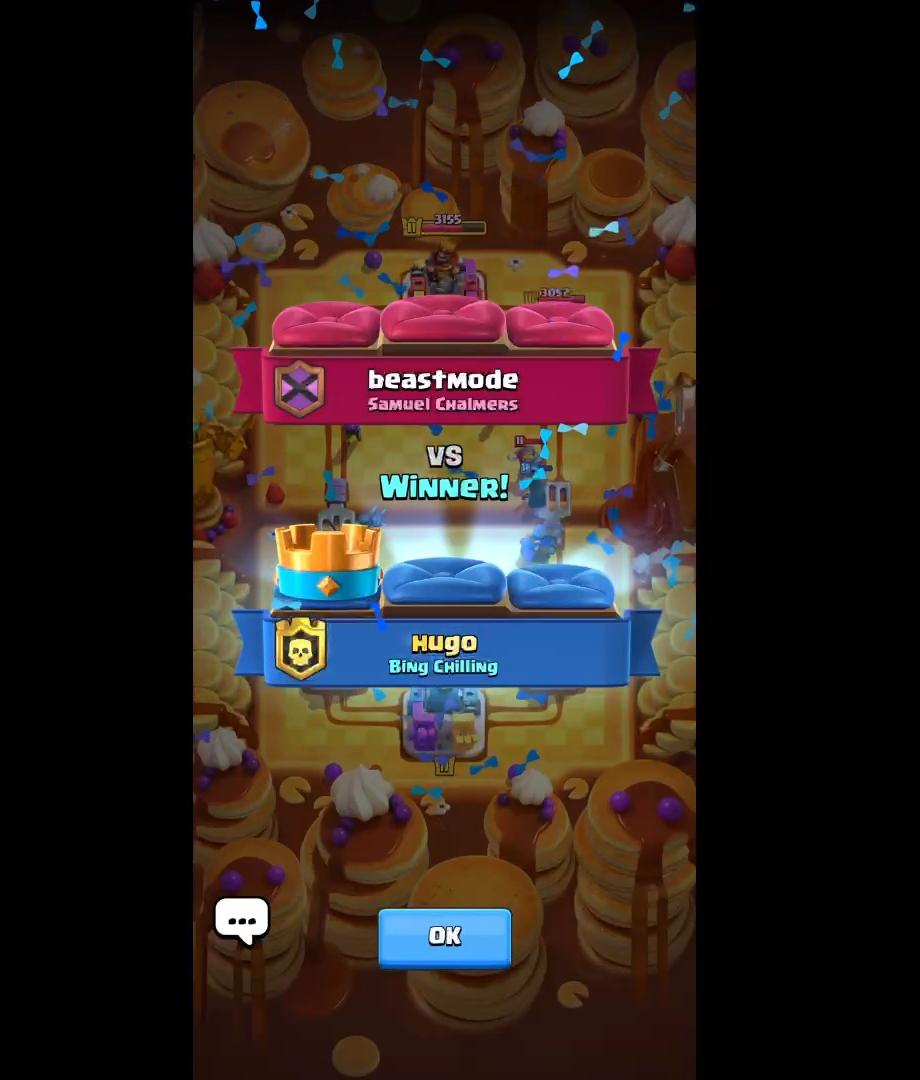 3155
3052
beastmode
Samuel Chalmers
VS
Winner!
Hugo
Bing Chilling
OK